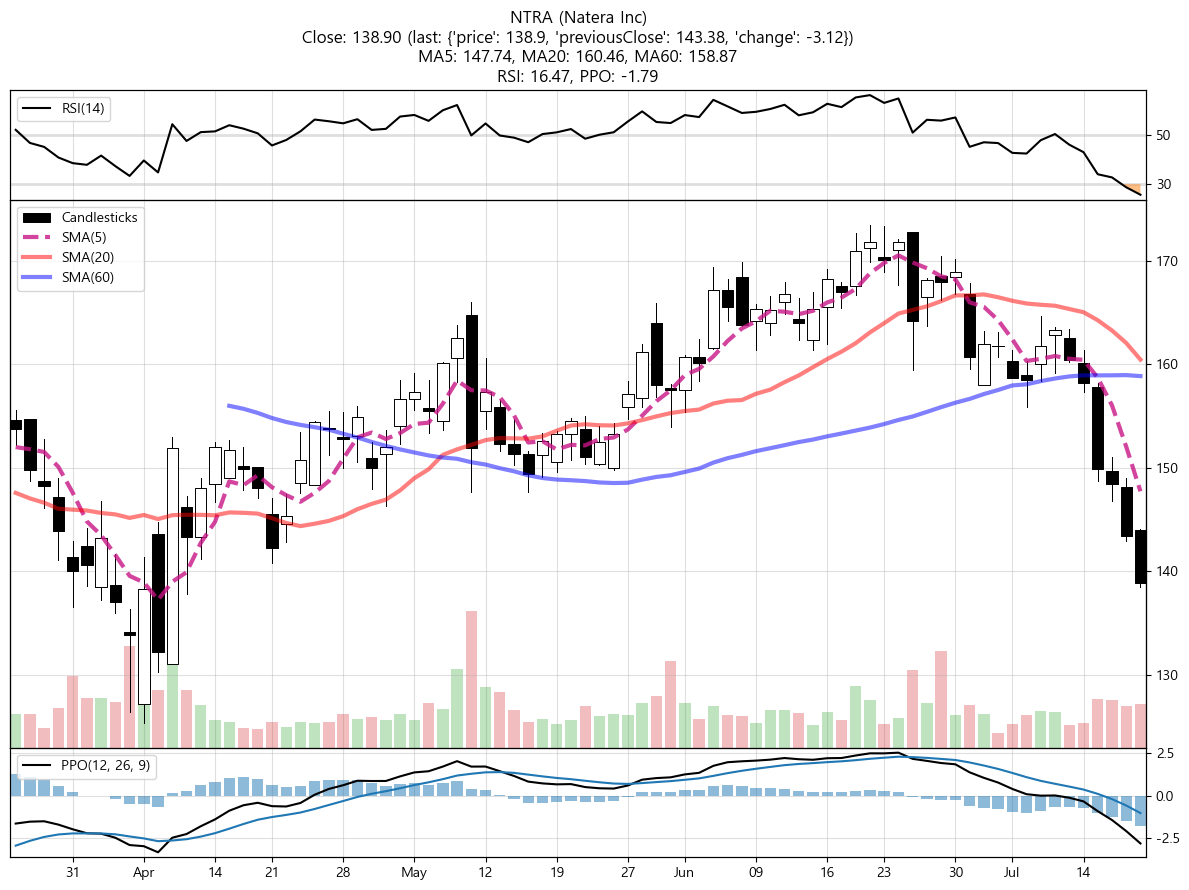 NTRA (Natera Inc)
Close: 138.90 (last: {'price': 138.9, 'previousClose': 143.38, 'change': -3.12})
MA5: 147.74, MA20: 160.46, MA60: 158.87
RSI: 16.47, PPO: -1.79
RSI(14)
50
30
Candlesticks
SMA(5)
SMA(20)
SMA(60)
170
160
150
140
130
PPO(12, 26, 9)
2.5
0.0
-2.5
31 Apr 14 21 28 May 12 19 27 Jun 09 16 23 30 Jul 14